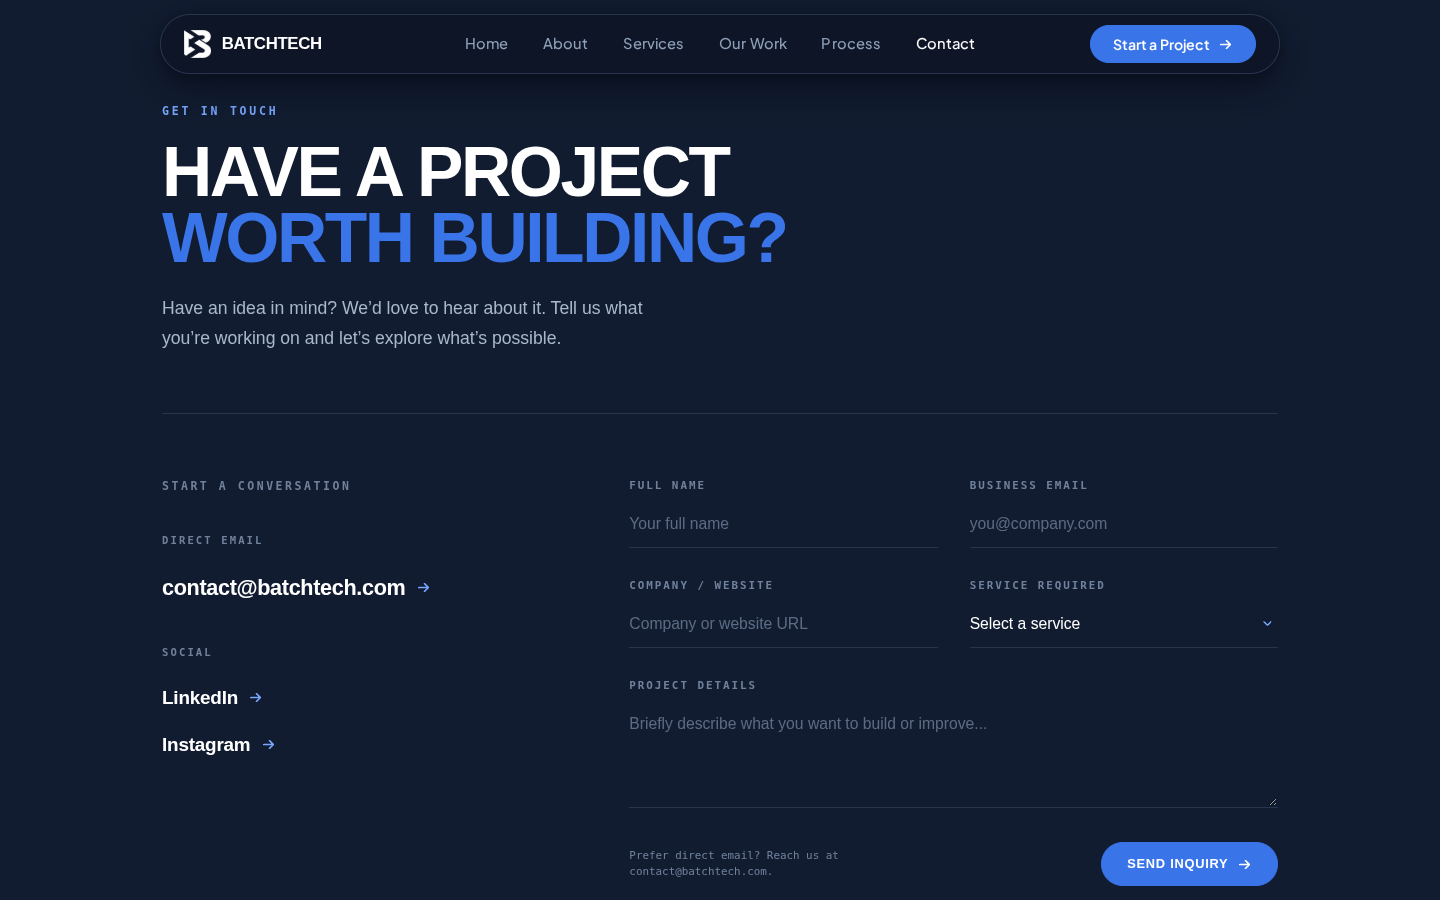 BATCHTECH
Home About Services Our Work Process Contact
Start a Project
GET IN TOUCH
HAVE A PROJECT
WORTH BUILDING?
Have an idea in mind? We’d love to hear about it. Tell us what
you’re working on and let’s explore what’s possible.
START A CONVERSATION
DIRECT EMAIL
contact@batchtech.com
SOCIAL
LinkedIn
Instagram
FULL NAME
Your full name
BUSINESS EMAIL
you@company.com
COMPANY / WEBSITE
Company or website URL
SERVICE REQUIRED
Select a service
PROJECT DETAILS
Briefly describe what you want to build or improve...
Prefer direct email? Reach us at
contact@batchtech.com.
SEND INQUIRY